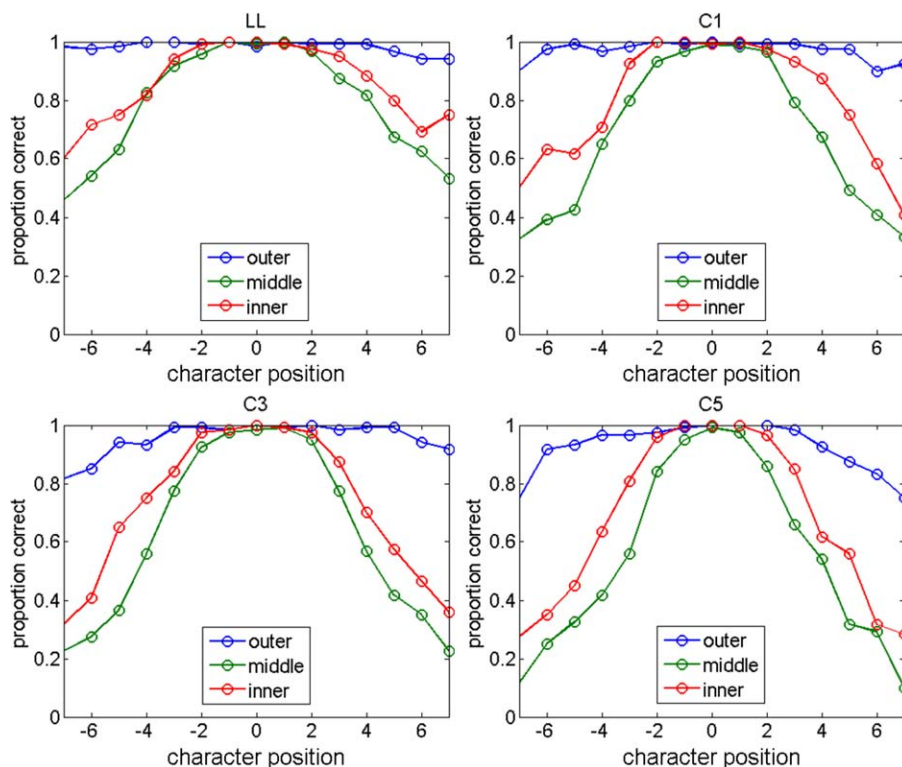 LL
proportion correct
1
0.8
0.6
0.4
0.2
0
outer
middle
inner
-6 -4 -2 0 2 4 6
character position
C1
proportion correct
1
0.8
0.6
0.4
0.2
0
outer
middle
inner
-6 -4 -2 0 2 4 6
character position
C3
proportion correct
1
0.8
0.6
0.4
0.2
0
outer
middle
inner
-6 -4 -2 0 2 4 6
character position
C5
proportion correct
1
0.8
0.6
0.4
0.2
0
outer
middle
inner
-6 -4 -2 0 2 4 6
character position